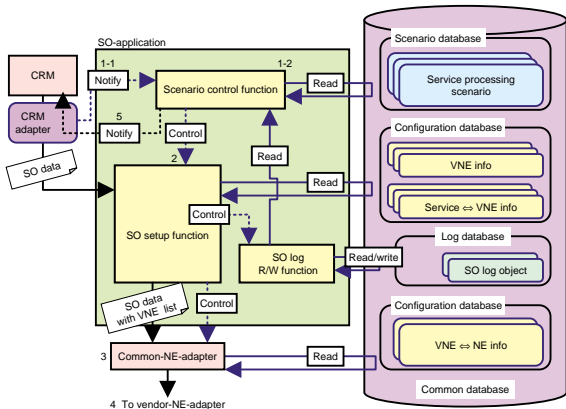 SO-application
Scenario database
1-1
1-2
CRM
Notify
Scenario control function
Read
Service processing
scenario
CRM
adapter
5
Notify
Control
Configuration database
SO data
2
Read
VNE info
Read
Service ⇔ VNE info
Control
SO setup function
Log database
SO log
R/W function
Read/write
SO log object
SO data
with VNE list
Control
Configuration database
3
Common-NE-adapter
Read
VNE ⇔ NE info
Common database
4 To vendor-NE-adapter